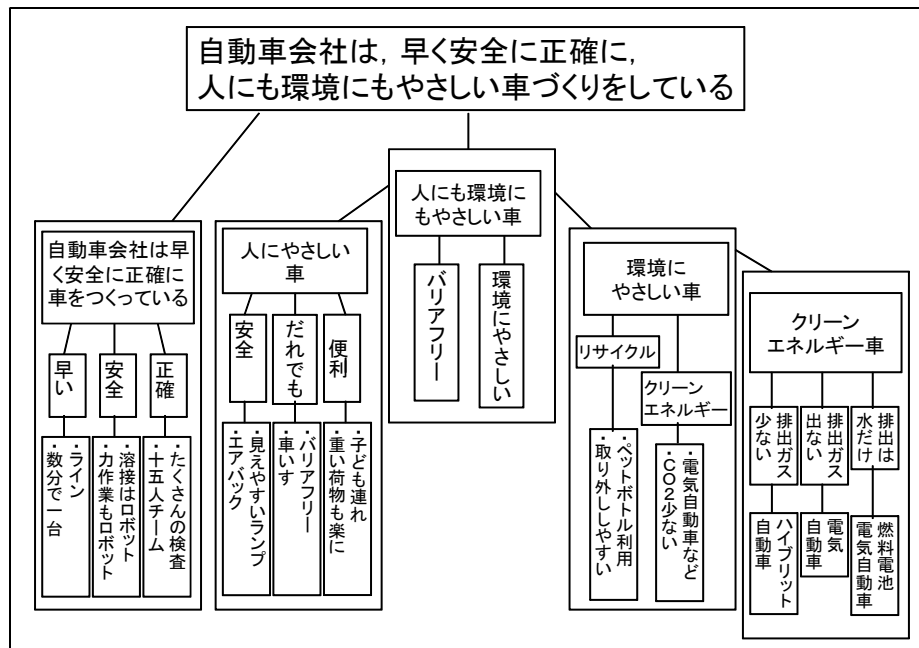 自動車会社は，早く安全に正確に，
人にも環境にもやさしい車づくりをしている
自動車会社は早
く安全に正確に
車をつくっている
早い
安全
正確
・ライン
・数分で一台
・溶接はロボット
・力作業もロボット
・たくさんの検査
・十五人チーム
人にやさしい
車
安全
だれでも
便利
・見えやすいランプ
・エアバック
・バリアフリー
・車いす
・子ども連れ
・重い荷物も楽に
人にも環境に
もやさしい車
バリアフリー
環境にやさしい
環境に
やさしい車
リサイクル
クリーン
エネルギー
・ペットボトル利用
・取り外ししやすい
・電気自動車など
・ＣＯ２少ない
クリーン
エネルギー車
排出ガス
少ない
排出ガス
出ない
排出は
水だけ
ハイブリット
自動車
電気
自動車
燃料電池
電気自動車